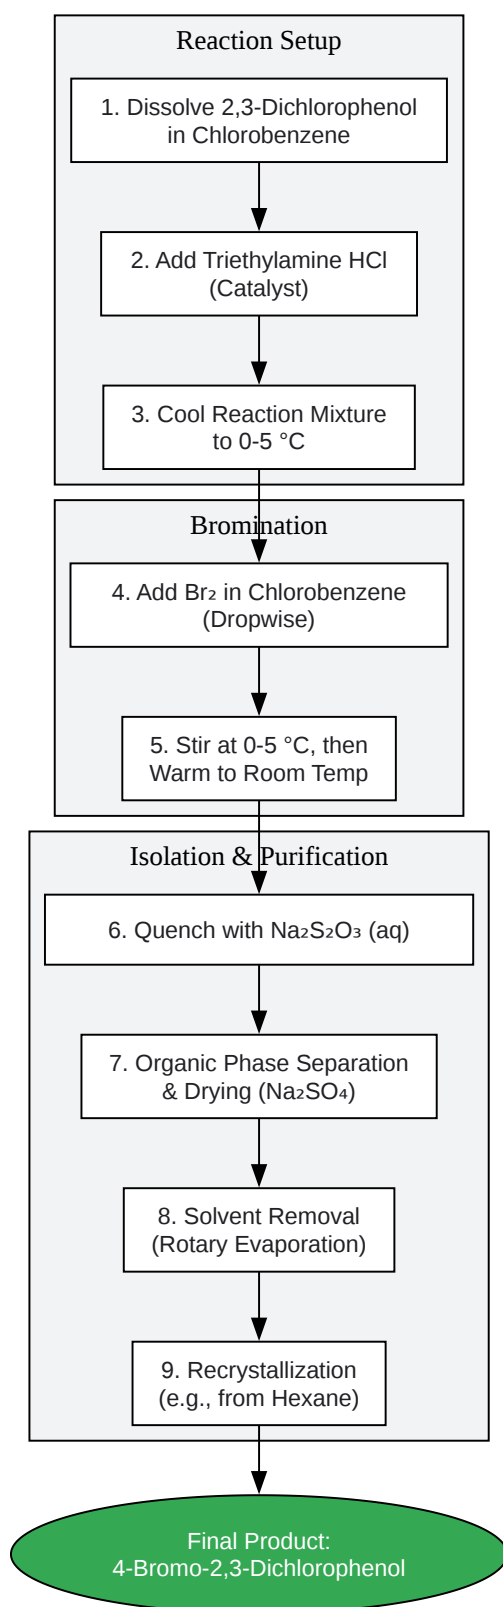 Reaction Setup
1. Dissolve 2,3-Dichlorophenol
in Chlorobenzene
2. Add Triethylamine HCl
(Catalyst)
3. Cool Reaction Mixture
to 0-5 °C
Bromination
4. Add Br₂ in Chlorobenzene
(Dropwise)
5. Stir at 0-5 °C, then
Warm to Room Temp
Isolation & Purification
6. Quench with Na₂S₂O₃ (aq)
7. Organic Phase Separation
& Drying (Na₂SO₄)
8. Solvent Removal
(Rotary Evaporation)
9. Recrystallization
(e.g., from Hexane)
Final Product:
4-Bromo-2,3-Dichlorophenol